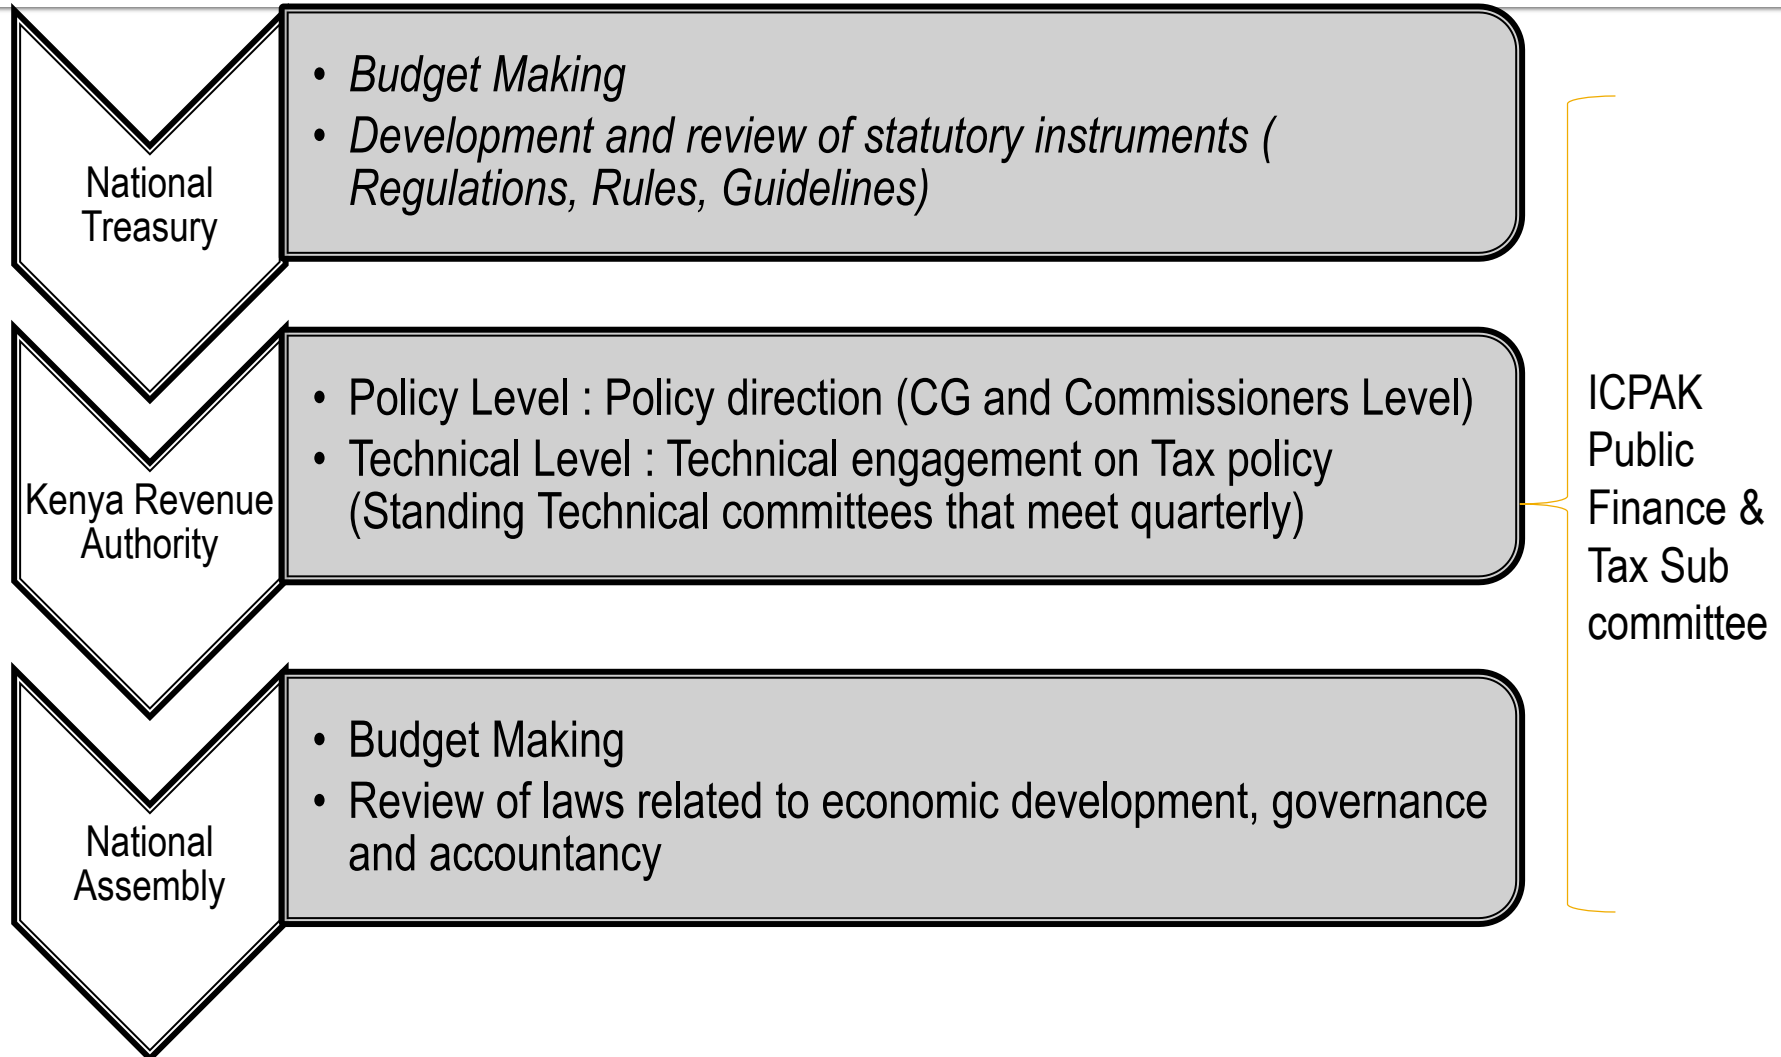 National
Treasury
• Budget Making
• Development and review of statutory instruments (
Regulations, Rules, Guidelines)
Kenya Revenue
Authority
• Policy Level : Policy direction (CG and Commissioners Level)
• Technical Level : Technical engagement on Tax policy
(Standing Technical committees that meet quarterly)
National
Assembly
• Budget Making
• Review of laws related to economic development, governance
and accountancy
ICPAK
Public
Finance &
Tax Sub
committee